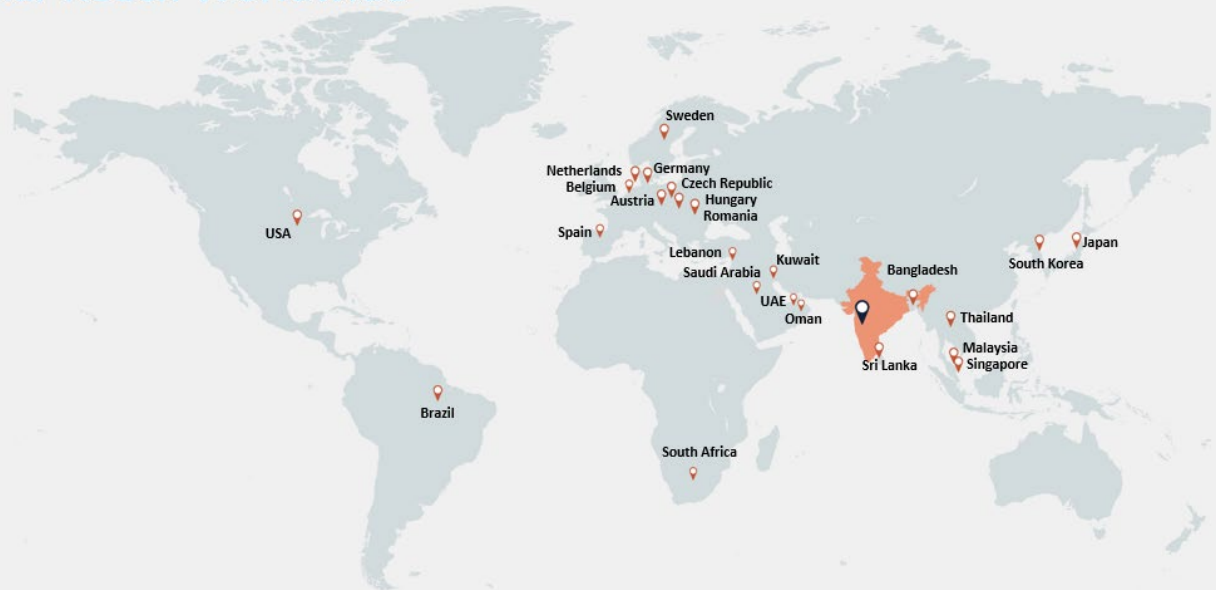 Sweden
Netherlands
Germany
Belgium
Czech Republic
Austria
Hungary
Romania
USA
Spain
Lebanon
Kuwait
Saudi Arabia
Bangladesh
South Korea
Japan
UAE
Oman
Thailand
Malaysia
Sri Lanka
Singapore
Brazil
South Africa